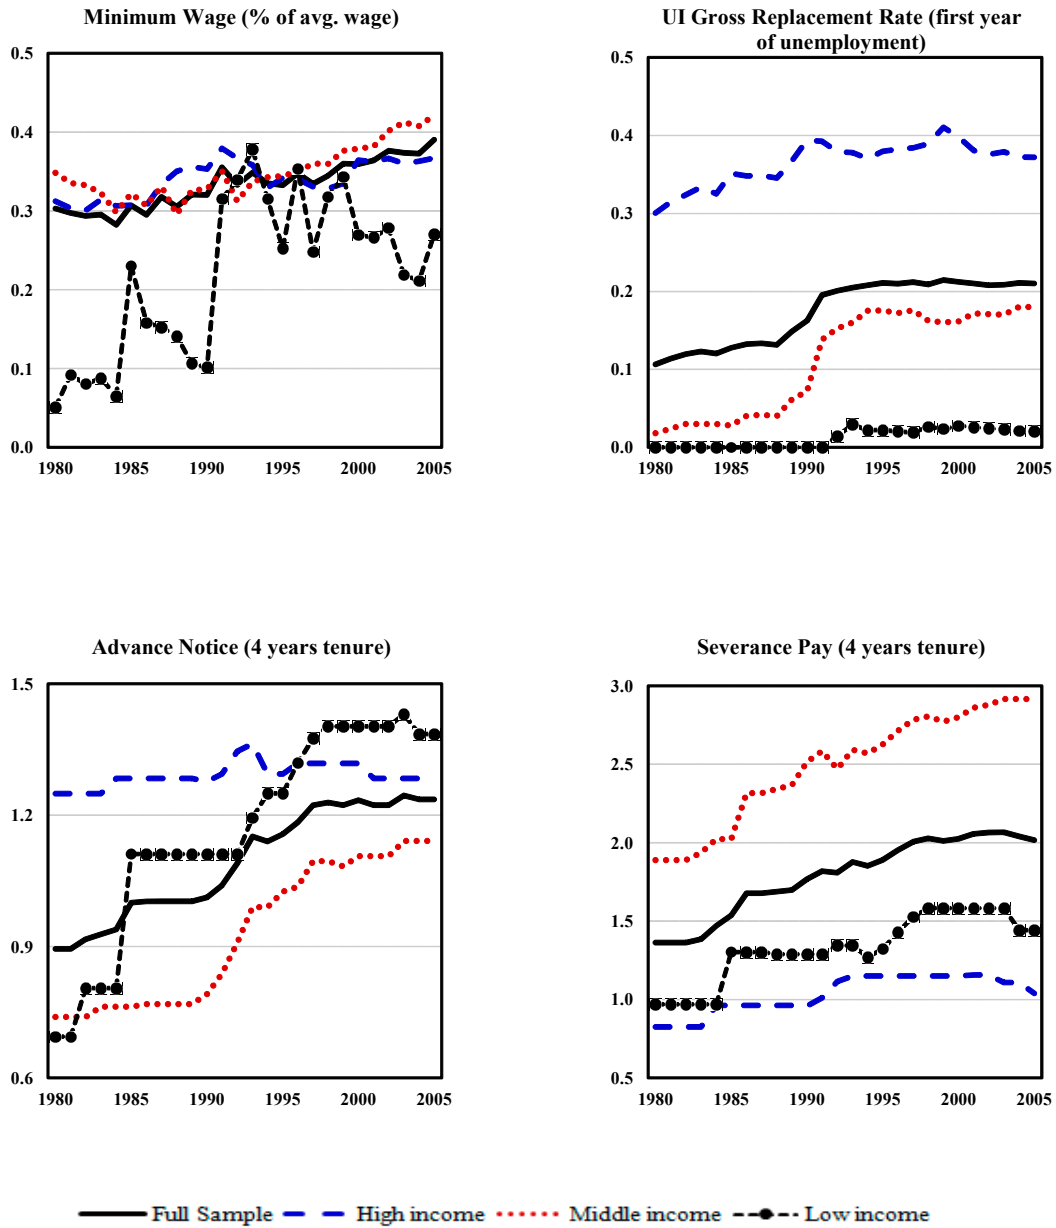 Minimum Wage (% of avg. wage)
0.5
0.4
0.3
0.2
0.1
0.0
1980 1985 1990 1995 2000 2005
UI Gross Replacement Rate (first year
of unemployment)
0.5
0.4
0.3
0.2
0.1
0.0
1980 1985 1990 1995 2000 2005
Advance Notice (4 years tenure)
1.5
1.2
0.9
0.6
1980 1985 1990 1995 2000 2005
Severance Pay (4 years tenure)
3.0
2.5
2.0
1.5
1.0
0.5
1980 1985 1990 1995 2000 2005
Full Sample High income Middle income Low income